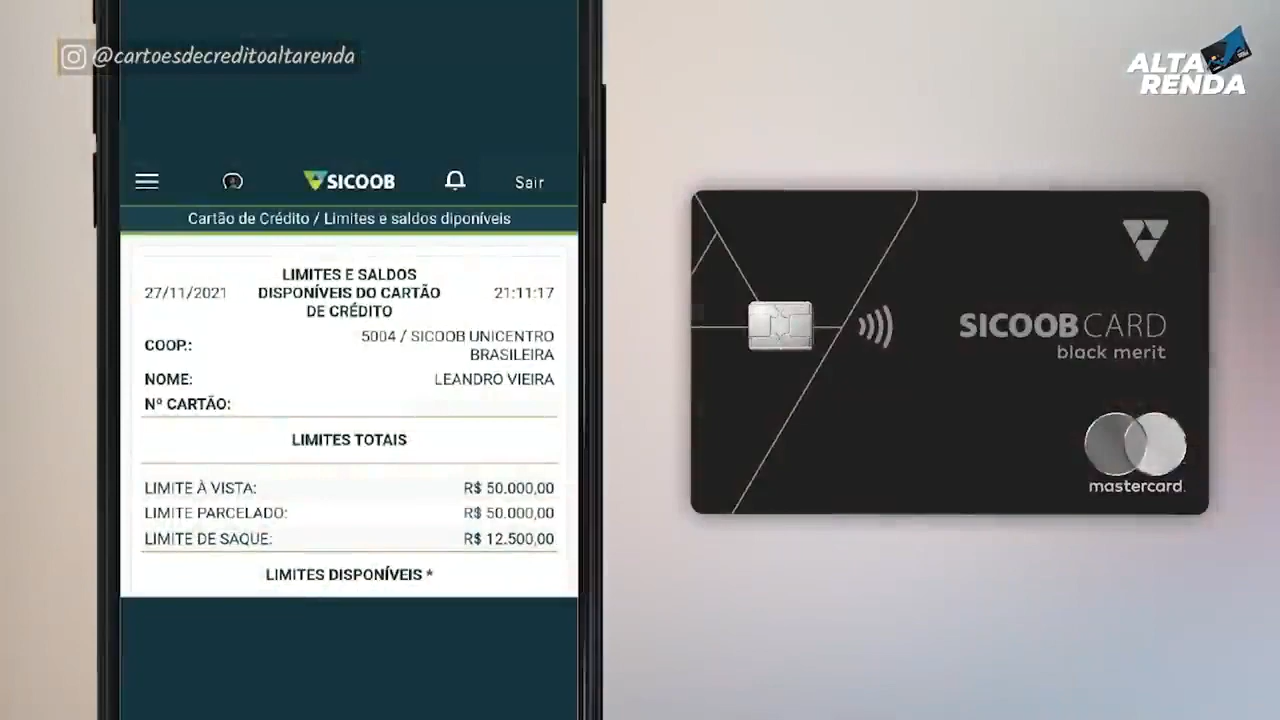 @cartoesdecreditoaltarenda
ALTA
RENDA
SICOOB
Sair
Cartão de Crédito / Limites e saldos diponíveis
27/11/2021
LIMITES E SALDOS
DISPONÍVEIS DO CARTÃO
DE CRÉDITO
21:11:17
COOP.:
5004 / SICOOB UNICENTRO
BRASILEIRA
NOME:
LEANDRO VIEIRA
Nº CARTÃO:
LIMITES TOTAIS
LIMITE À VISTA:
R$ 50.000,00
LIMITE PARCELADO:
R$ 50.000,00
LIMITE DE SAQUE:
R$ 12.500,00
LIMITES DISPONÍVEIS *
SICOOBCARD
black merit
mastercard.